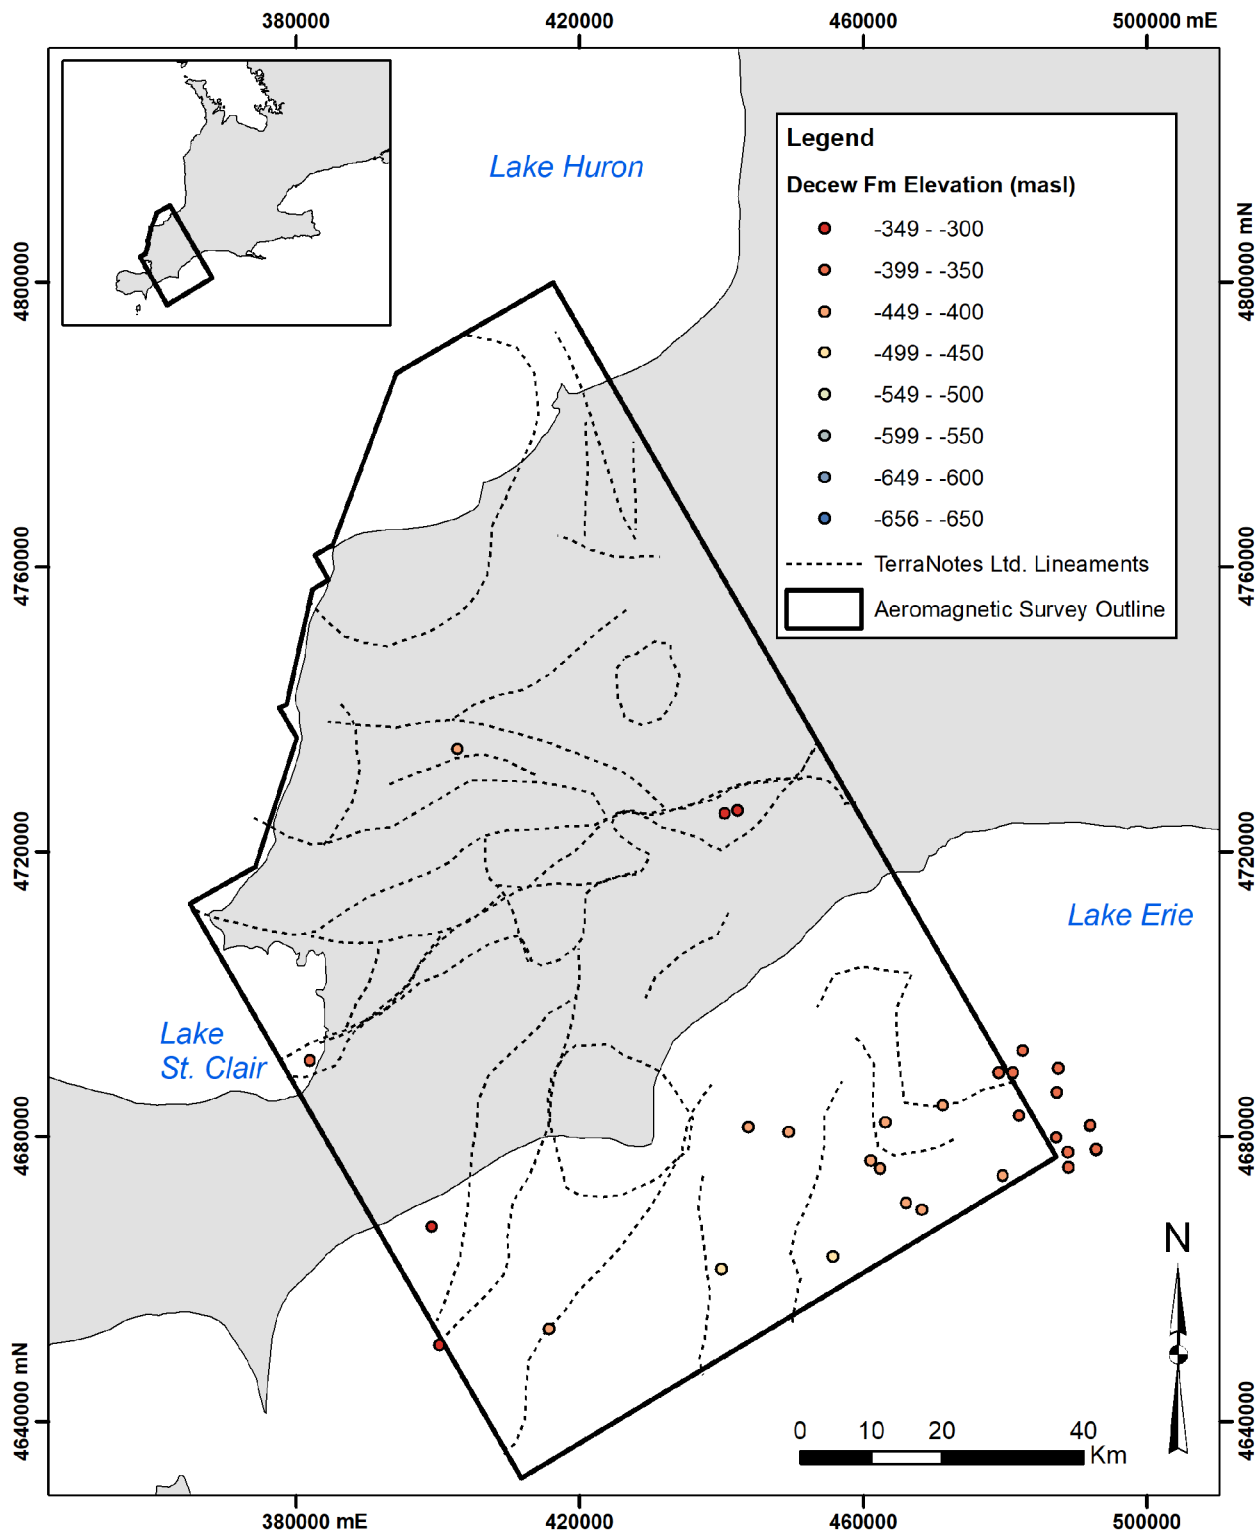 380000
420000
460000
500000 mE
Lake Huron
Legend
Decew Fm Elevation (masl)
-349 - -300
-399 - -350
-449 - -400
-499 - -450
-549 - -500
-599 - -550
-649 - -600
-656 - -650
TerraNotes Ltd. Lineaments
Aeromagnetic Survey Outline
4800000
4800000 mN
4760000
4760000
4720000
4720000
Lake Erie
Lake
St. Clair
4680000
4680000
N
4640000 mN
4640000
0 10 20 40
Km
380000 mE
420000
460000
500000